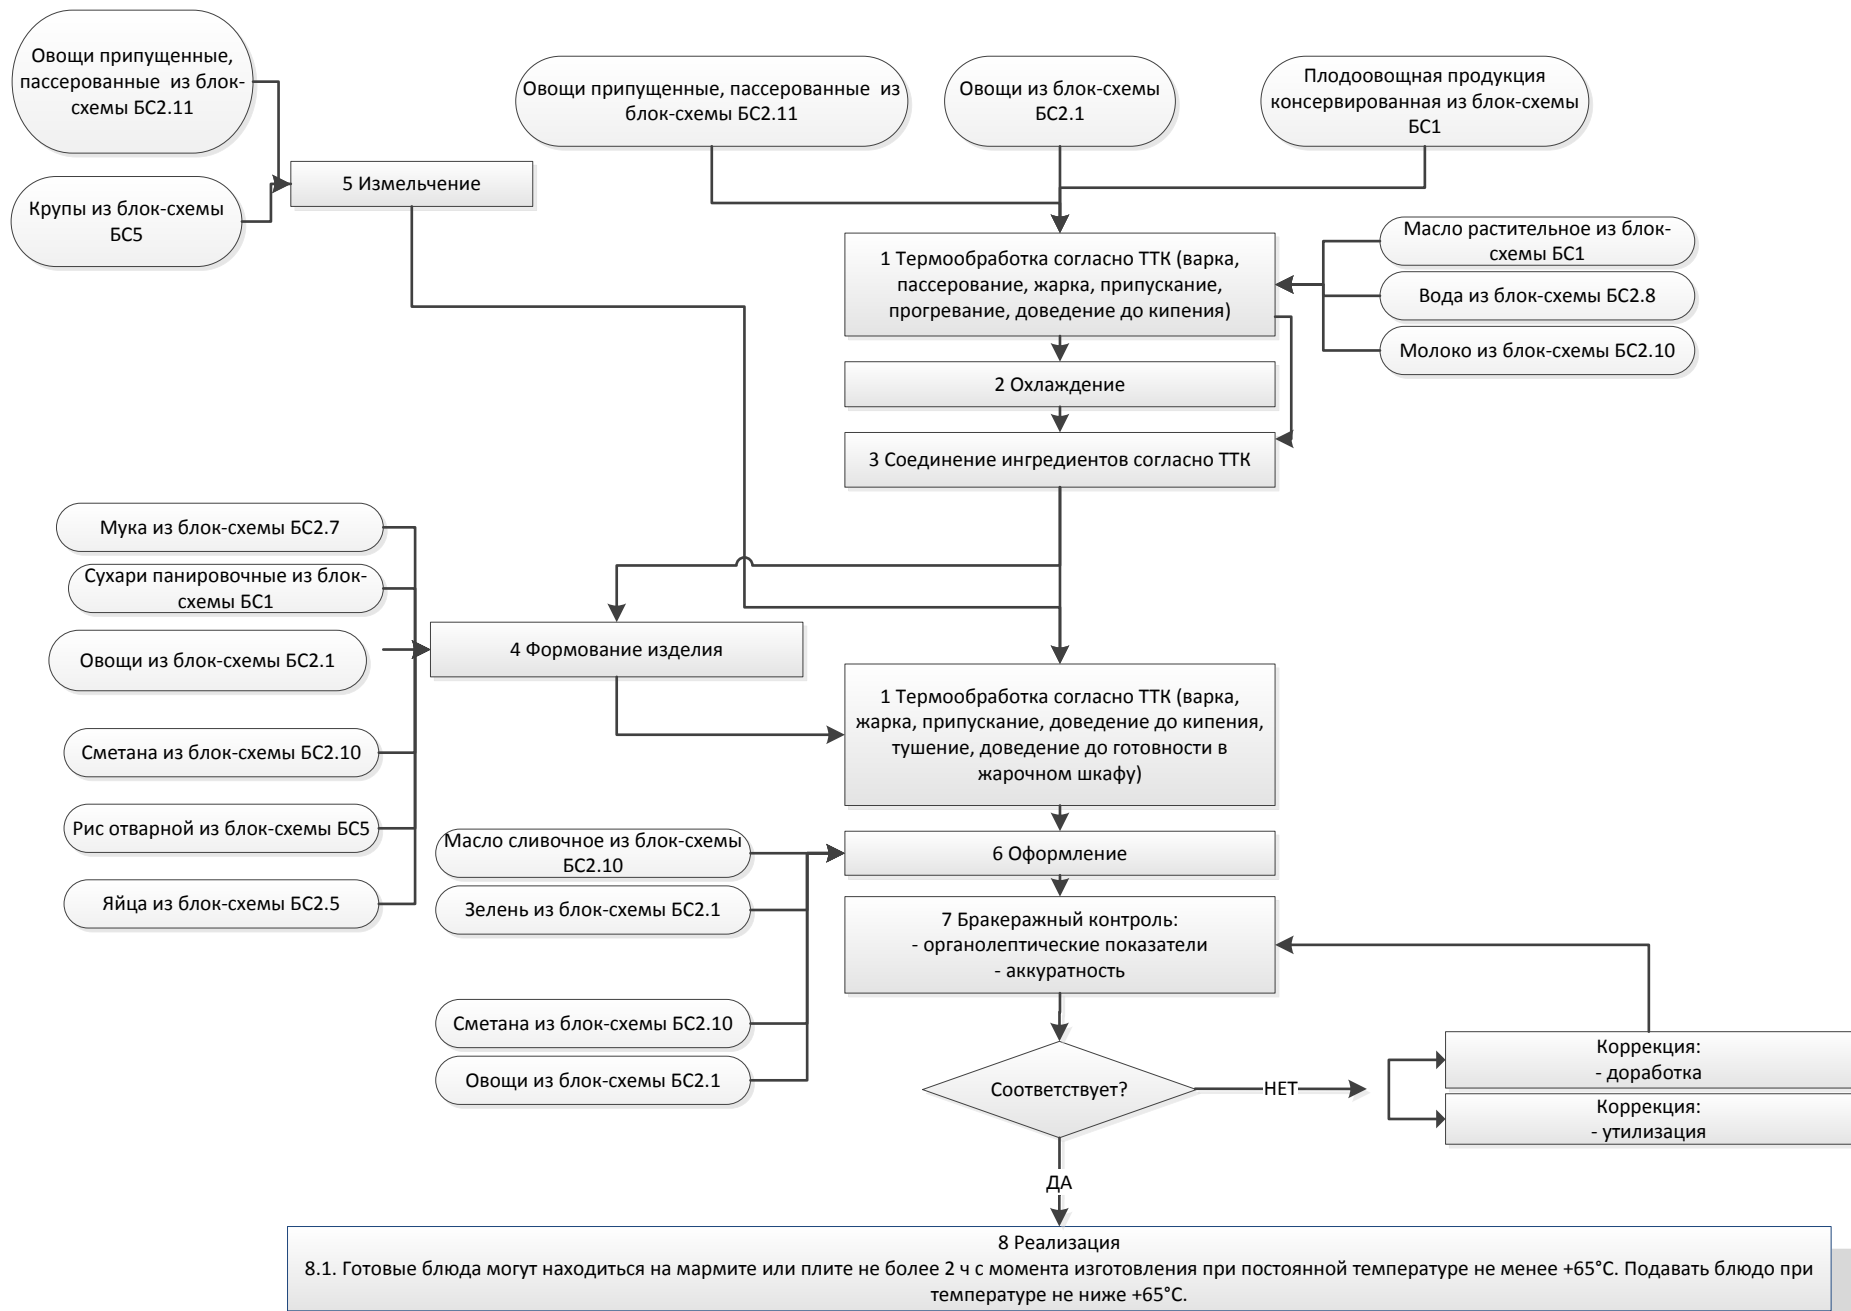 Овощи припущенные,
пассерованные из блок-
схемы БС2.11
Овощи припущенные, пассерованные из
блок-схемы БС2.11
Овощи из блок-схемы
БС2.1
Плодоовощная продукция
консервированная из блок-схемы
БС1
5 Измельчение
Крупы из блок-схемы
БС5
1 Термообработка согласно ТТК (варка,
пассерование, жарка, припускание,
прогревание, доведение до кипения)
Масло растительное из блок-
схемы БС1
Вода из блок-схемы БС2.8
Молоко из блок-схемы БС2.10
2 Охлаждение
3 Соединение ингредиентов согласно ТТК
Мука из блок-схемы БС2.7
Сухари панировочные из блок-
схемы БС1
Овощи из блок-схемы БС2.1
4 Формование изделия
Сметана из блок-схемы БС2.10
Рис отварной из блок-схемы БС5
Яйца из блок-схемы БС2.5
1 Термообработка согласно ТТК (варка,
жарка, припускание, доведение до кипения,
тушение, доведение до готовности в
жарочном шкафу)
Масло сливочное из блок-схемы
БС2.10
Зелень из блок-схемы БС2.1
Сметана из блок-схемы БС2.10
Овощи из блок-схемы БС2.1
6 Оформление
7 Бракеражный контроль:
- органолептические показатели
- аккуратность
Соответствует?
НЕТ
Коррекция:
- доработка
Коррекция:
- утилизация
ДА
8 Реализация
8.1. Готовые блюда могут находиться на мармите или плите не более 2 ч с момента изготовления при постоянной температуре не менее +65°С. Подавать блюдо при
температуре не ниже +65°С.